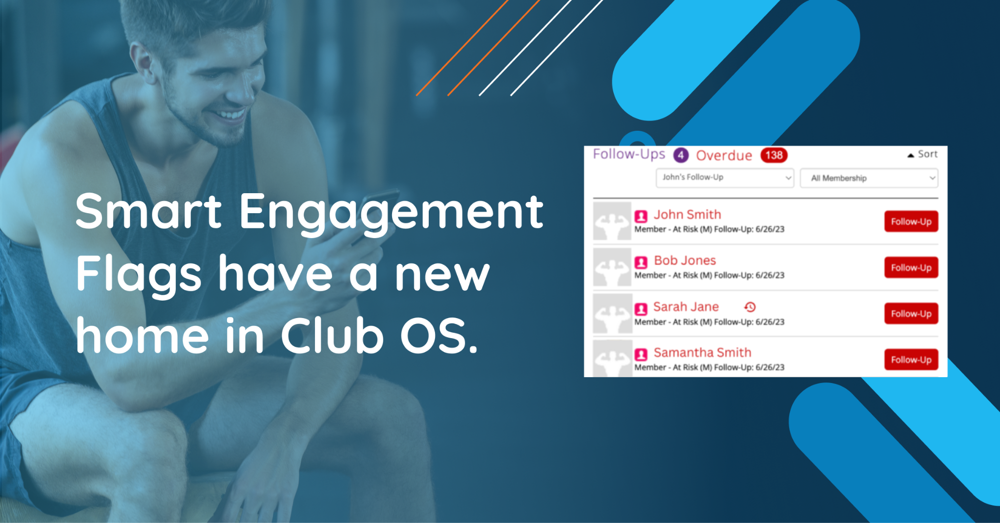 Smart Engagement
Flags have a new
home in Club OS.
Follow-Ups 4 Overdue 138 Sort
John's Follow-Up All Membership
John Smith
Member - At Risk (M) Follow-Up: 6/26/23
Follow-Up
Bob Jones
Member - At Risk (M) Follow-Up: 6/26/23
Follow-Up
Sarah Jane
Member - At Risk (M) Follow-Up: 6/26/23
Follow-Up
Samantha Smith
Member - At Risk (M) Follow-Up: 6/26/23
Follow-Up